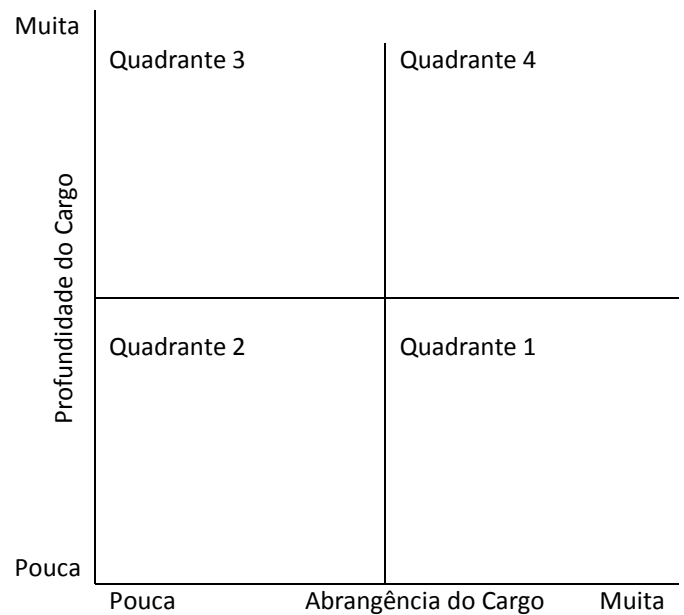 Muita
Quadrante 3
Quadrante 4
Profundidade do Cargo
Quadrante 2
Quadrante 1
Pouca
Pouca
Abrangência do Cargo
Muita